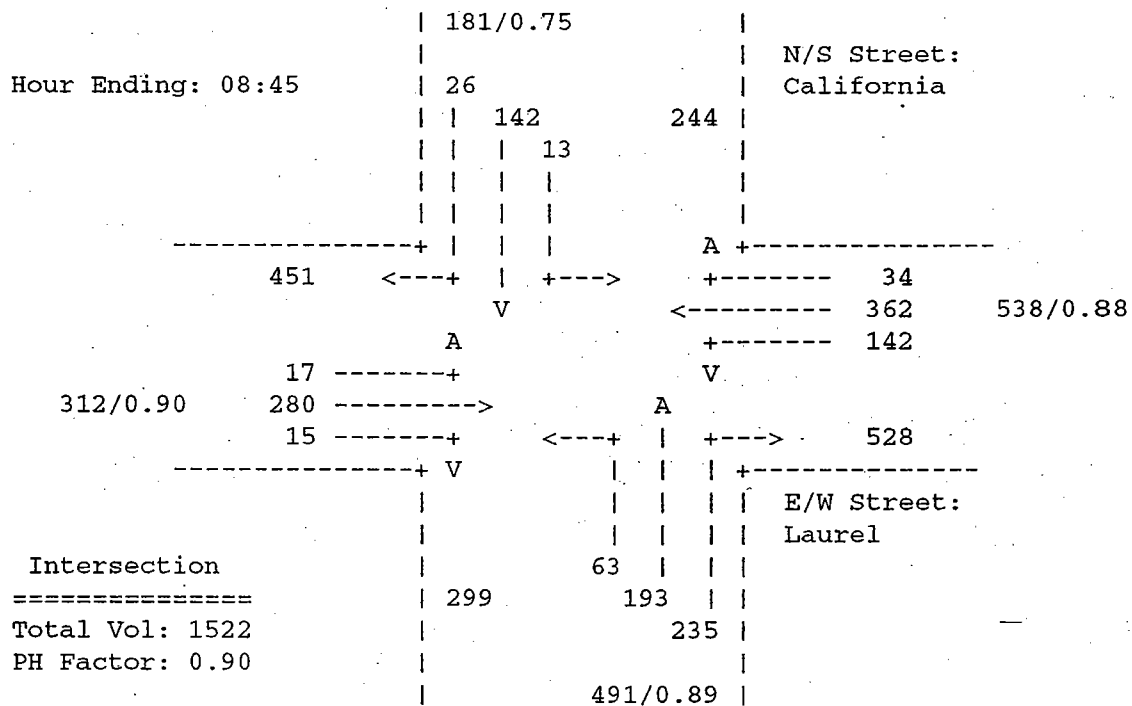 181/0.75
N/S Street:
Hour Ending: 08:45 26 California
142 244
13
A
451 <---+ +---> +------- 34
V <--------- 362 538/0.88
A +------- 142
17 -------+ V
312/0.90 280 ---------> A
15 -------+ <---+ +---> 528
V
E/W Street:
Laurel
Intersection 63
=============== 299 193
Total Vol: 1522 235
PH Factor: 0.90
491/0.89